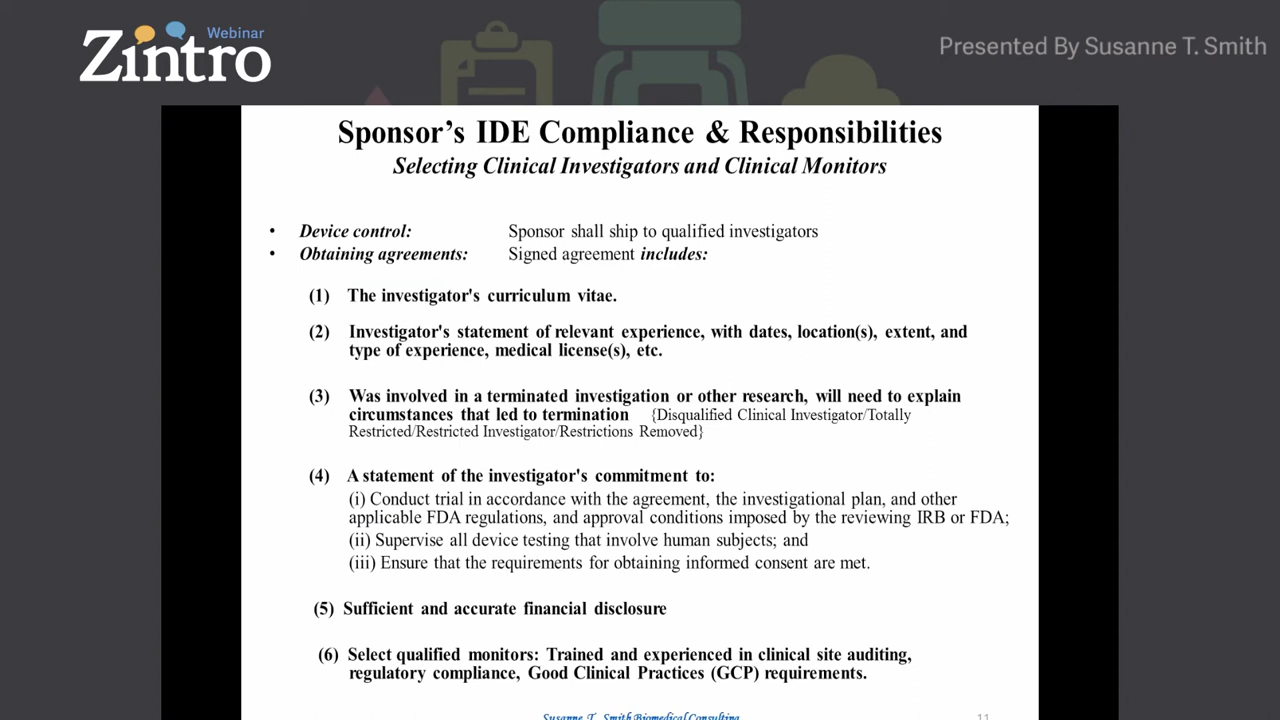 Zintro
Webinar
Presented By Susanne T. Smith
Sponsor's IDE Compliance & Responsibilities
Selecting Clinical Investigators and Clinical Monitors
• Device control: Sponsor shall ship to qualified investigators
• Obtaining agreements: Signed agreement includes:
(1) The investigator's curriculum vitae.
(2) Investigator's statement of relevant experience, with dates, location(s), extent, and
type of experience, medical license(s), etc.
(3) Was involved in a terminated investigation or other research, will need to explain
circumstances that led to termination {Disqualified Clinical Investigator/Totally
Restricted/Restricted Investigator/Restrictions Removed}
(4) A statement of the investigator's commitment to:
(i) Conduct trial in accordance with the agreement, the investigational plan, and other
applicable FDA regulations, and approval conditions imposed by the reviewing IRB or FDA;
(ii) Supervise all device testing that involve human subjects; and
(iii) Ensure that the requirements for obtaining informed consent are met.
(5) Sufficient and accurate financial disclosure
(6) Select qualified monitors: Trained and experienced in clinical site auditing,
regulatory compliance, Good Clinical Practices (GCP) requirements.
Susanne T. Smith Biomedical Consulting
11